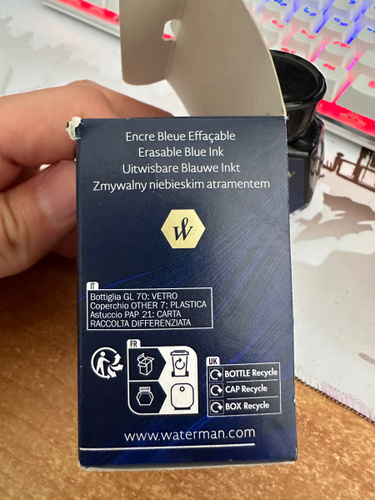 Encre Bleue Effaçable
Erasable Blue Ink
Uitwisbare Blauwe Inkt
Zmywalny niebieskim atramentem
W
IT
Bottiglia GL 70: VETRO
Coperchio OTHER 7: PLASTICA
Astuccio PAP 21: CARTA
RACCOLTA DIFFERENZIATA
FR
UK
BOTTLE Recycle
CAP Recycle
BOX Recycle
www.waterman.com